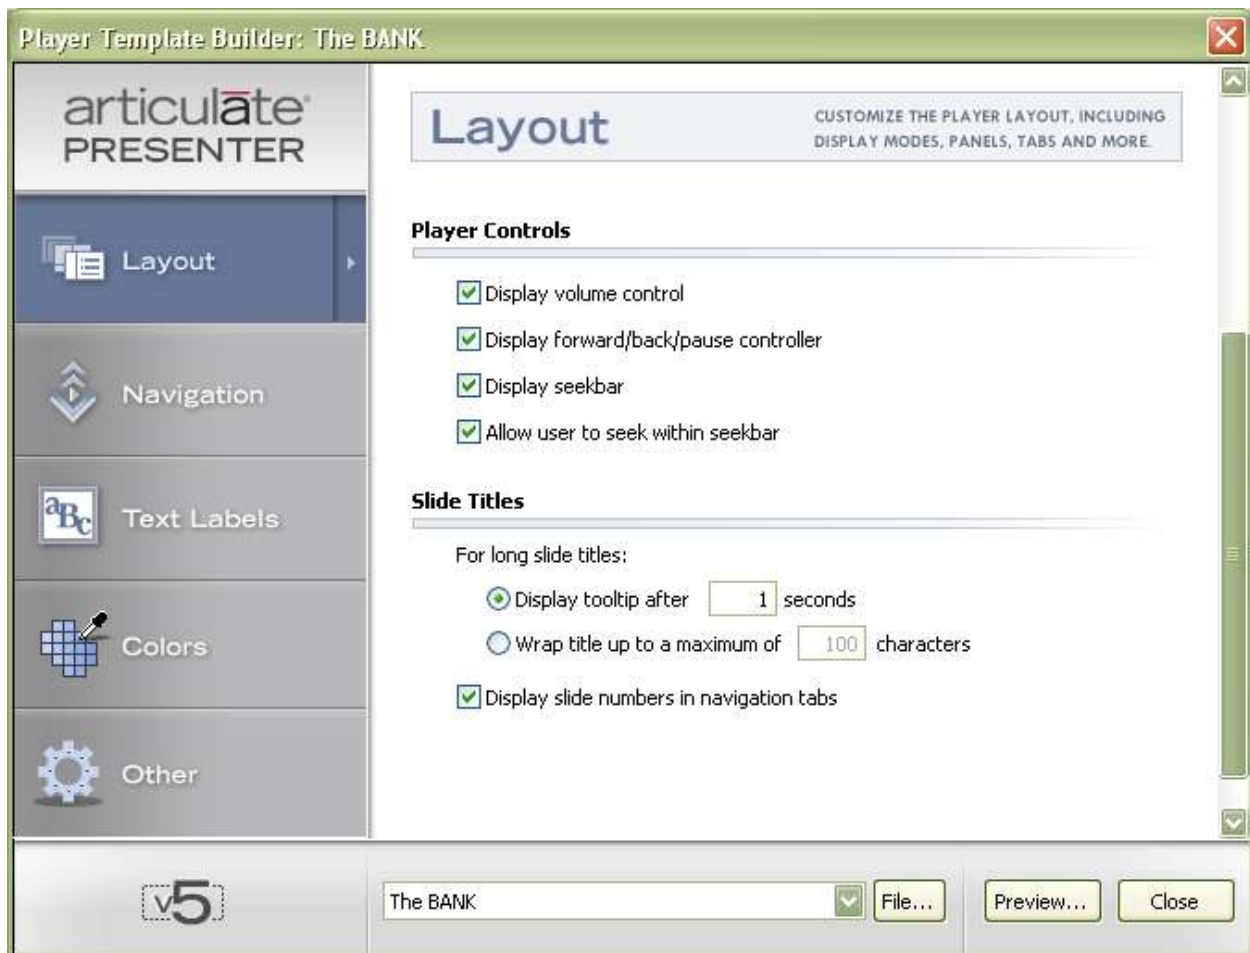 Player Template Builder: The BANK
articulāte®
PRESENTER
Layout
Navigation
aBc
Text Labels
Colors
Other
v5
Layout
CUSTOMIZE THE PLAYER LAYOUT, INCLUDING
DISPLAY MODES, PANELS, TABS AND MORE.
Player Controls
Display volume control
Display forward/back/pause controller
Display seekbar
Allow user to seek within seekbar
Slide Titles
For long slide titles:
Display tooltip after 1 seconds
Wrap title up to a maximum of 100 characters
Display slide numbers in navigation tabs
The BANK File... Preview... Close